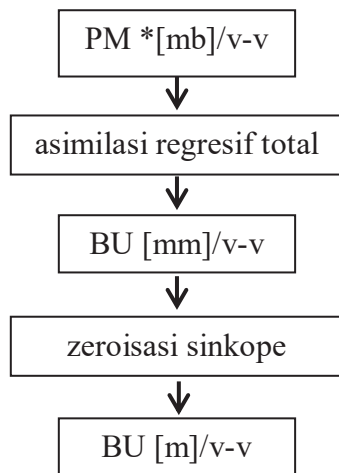 PM *[mb]/v-v
asimilasi regresif total
BU [mm]/v-v
zeroisasi sinkope
BU [m]/v-v